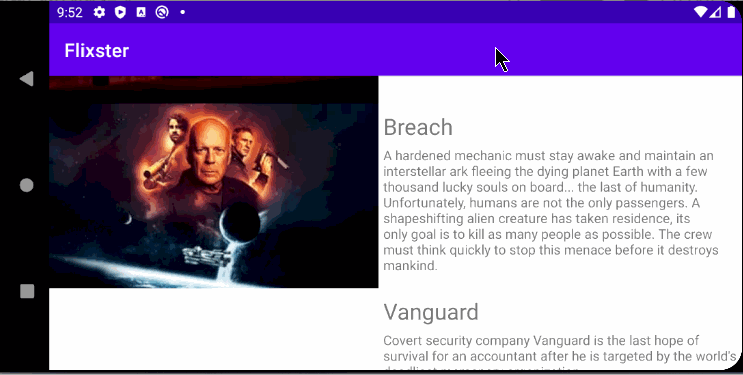 9:52
Flixster
Breach
A hardened mechanic must stay awake and maintain an
interstellar ark fleeing the dying planet Earth with a few
thousand lucky souls on board... the last of humanity.
Unfortunately, humans are not the only passengers. A
shapeshifting alien creature has taken residence, its
only goal is to kill as many people as possible. The crew
must think quickly to stop this menace before it destroys
mankind.
Vanguard
Covert security company Vanguard is the last hope of
survival for an accountant after he is targeted by the world's